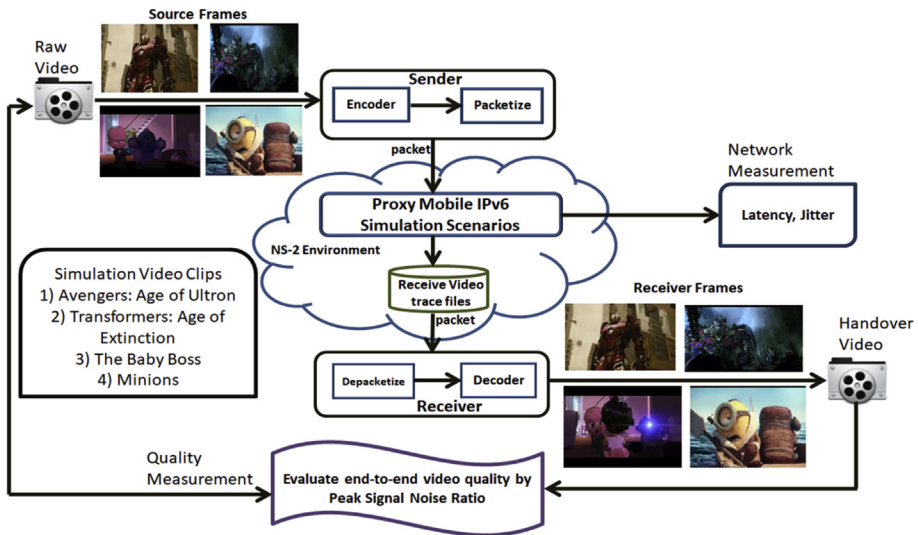 Source Frames
Raw
Video
Sender
Encoder
Packetize
packet
Network
Measurement
Proxy Mobile IPv6
Simulation Scenarios
Latency, Jitter
NS-2 Environment
Simulation Video Clips
1) Avengers: Age of Ultron
2) Transformers: Age of
Extinction
3) The Baby Boss
4) Minions
Receive Video
trace files
packet
Receiver Frames
Handover
Video
Depacketize
Decoder
Receiver
Quality
Measurement
Evaluate end-to-end video quality by
Peak Signal Noise Ratio